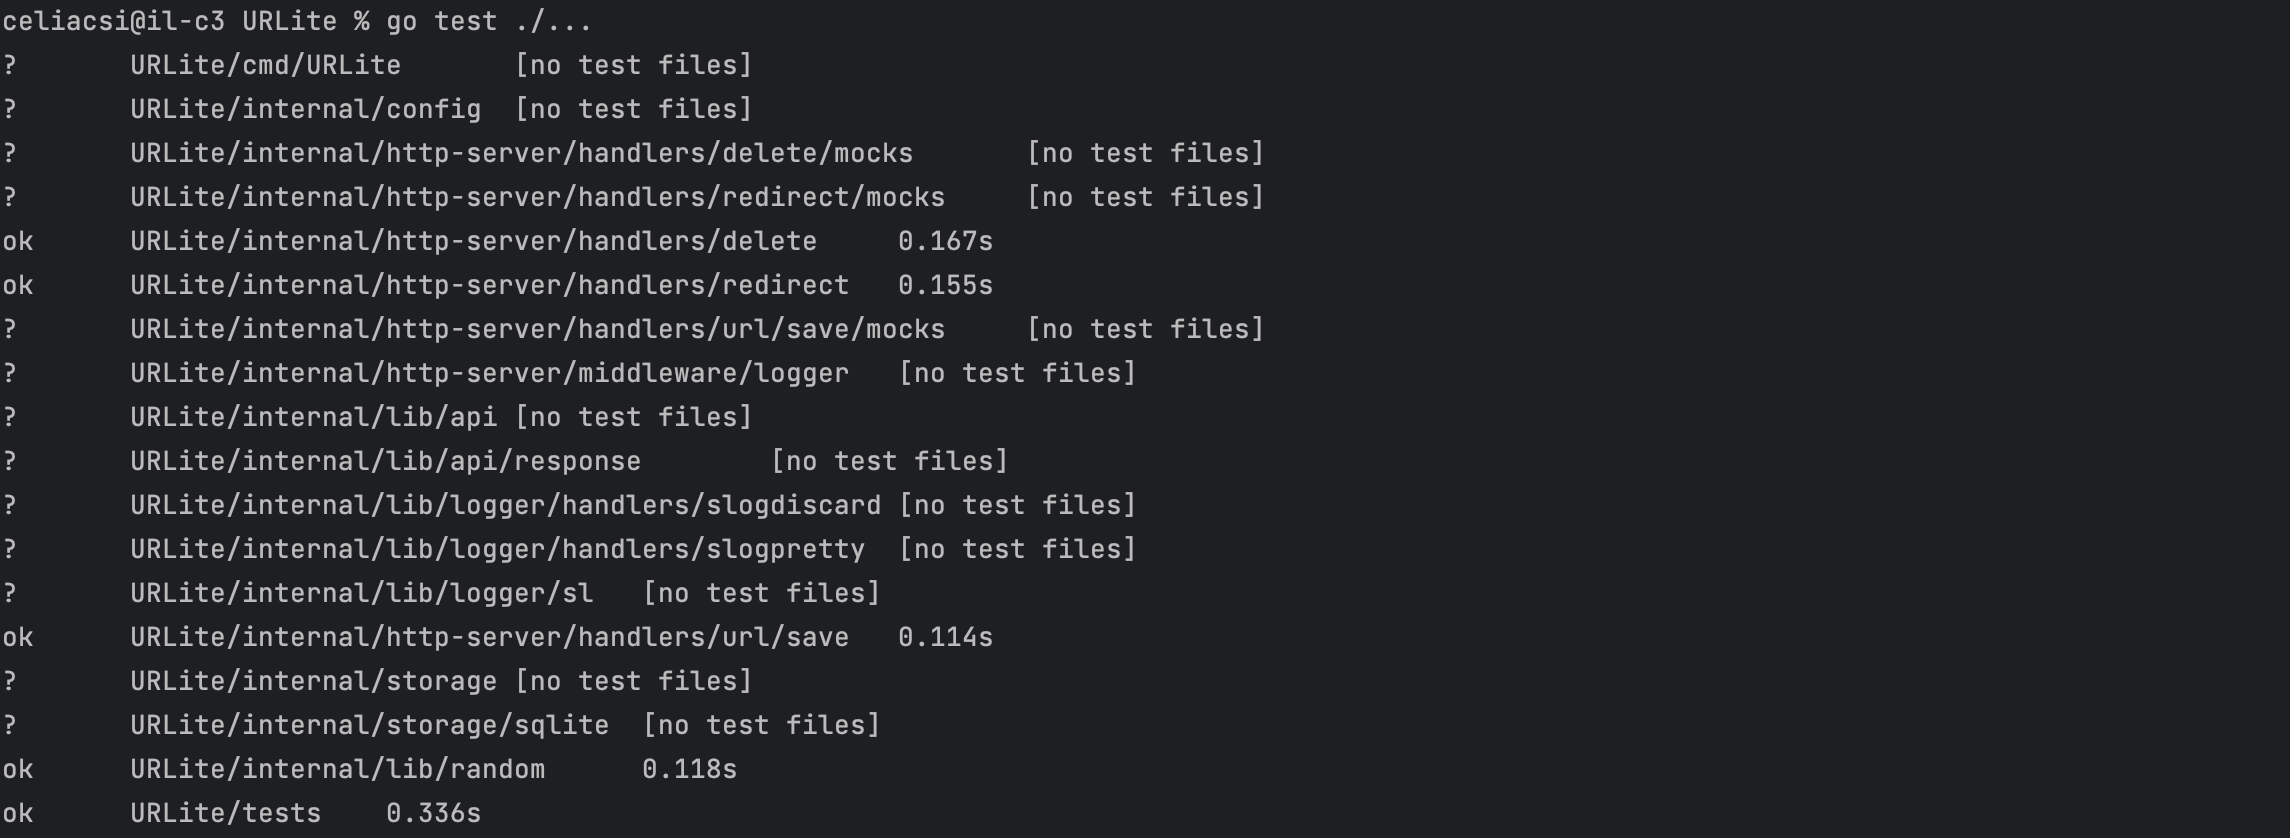 celiacsi@il-c3 URLite % go test ./...
?       URLite/cmd/URLite       [no test files]
?       URLite/internal/config  [no test files]
?       URLite/internal/http-server/handlers/delete/mocks       [no test files]
?       URLite/internal/http-server/handlers/redirect/mocks     [no test files]
ok      URLite/internal/http-server/handlers/delete     0.167s
ok      URLite/internal/http-server/handlers/redirect   0.155s
?       URLite/internal/http-server/handlers/url/save/mocks     [no test files]
?       URLite/internal/http-server/middleware/logger   [no test files]
?       URLite/internal/lib/api [no test files]
?       URLite/internal/lib/api/response        [no test files]
?       URLite/internal/lib/logger/handlers/slogdiscard [no test files]
?       URLite/internal/lib/logger/handlers/slogpretty  [no test files]
?       URLite/internal/lib/logger/sl   [no test files]
ok      URLite/internal/http-server/handlers/url/save   0.114s
?       URLite/internal/storage [no test files]
?       URLite/internal/storage/sqlite  [no test files]
ok      URLite/internal/lib/random      0.118s
ok      URLite/tests    0.336s